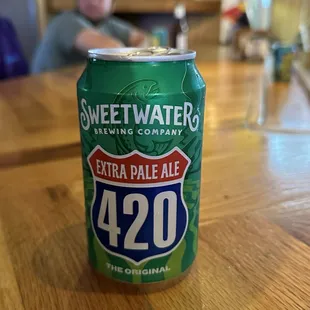 SWEETWATER
BREWING COMPANY
EXTRA PALE ALE
420
THE ORIGINAL